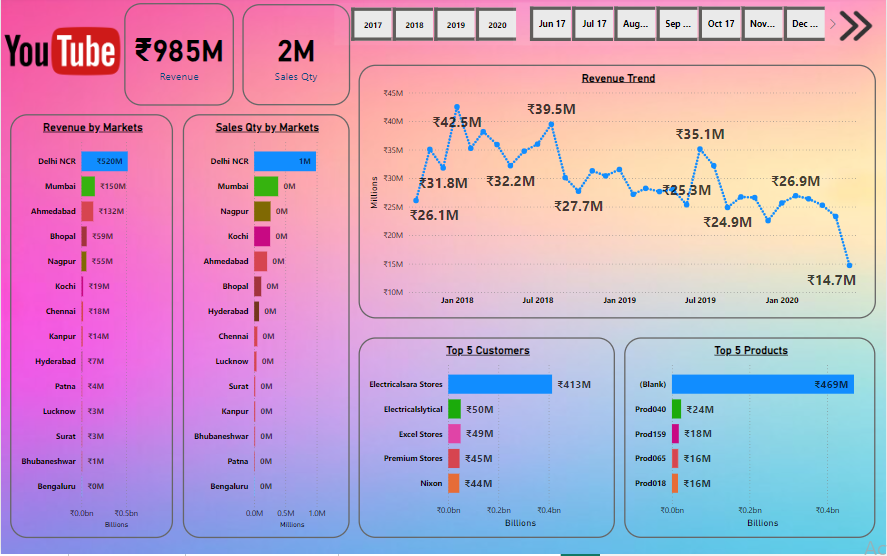 YouTube
₹985M
Revenue
2M
Sales Qty
2017 2018 2019 2020
Jun 17 Jul 17 Aug... Sep ... Oct 17 Nov... Dec ...
Revenue by Markets
Delhi NCR ₹520M
Mumbai ₹150M
Ahmedabad ₹132M
Bhopal ₹59M
Nagpur ₹55M
Kochi ₹19M
Chennai ₹18M
Kanpur ₹14M
Hyderabad ₹7M
Patna ₹4M
Lucknow ₹3M
Surat ₹3M
Bhubaneshwar ₹1M
Bengaluru ₹0M
₹0.0bn ₹0.5bn
Billions
Sales Qty by Markets
Delhi NCR 1M
Mumbai 0M
Nagpur 0M
Kochi 0M
Ahmedabad 0M
Bhopal 0M
Hyderabad 0M
Chennai 0M
Lucknow 0M
Surat 0M
Kanpur 0M
Bhubaneshwar 0M
Patna 0M
Bengaluru 0M
0.0M 0.5M 1.0M
Millions
Revenue Trend
Millions
₹45M
₹40M
₹35M
₹30M
₹25M
₹20M
₹15M
₹10M
₹26.1M
₹31.8M
₹42.5M
₹32.2M
₹39.5M
₹27.7M
₹25.3M
₹35.1M
₹24.9M
₹26.9M
₹14.7M
Jan 2018 Jul 2018 Jan 2019 Jul 2019 Jan 2020
Top 5 Customers
Electricalsara Stores ₹413M
Electricalslytical ₹50M
Excel Stores ₹49M
Premium Stores ₹45M
Nixon ₹44M
₹0.0bn ₹0.2bn ₹0.4bn
Billions
Top 5 Products
(Blank) ₹469M
Prod040 ₹24M
Prod159 ₹18M
Prod065 ₹16M
Prod018 ₹16M
₹0.0bn ₹0.2bn ₹0.4bn
Billions